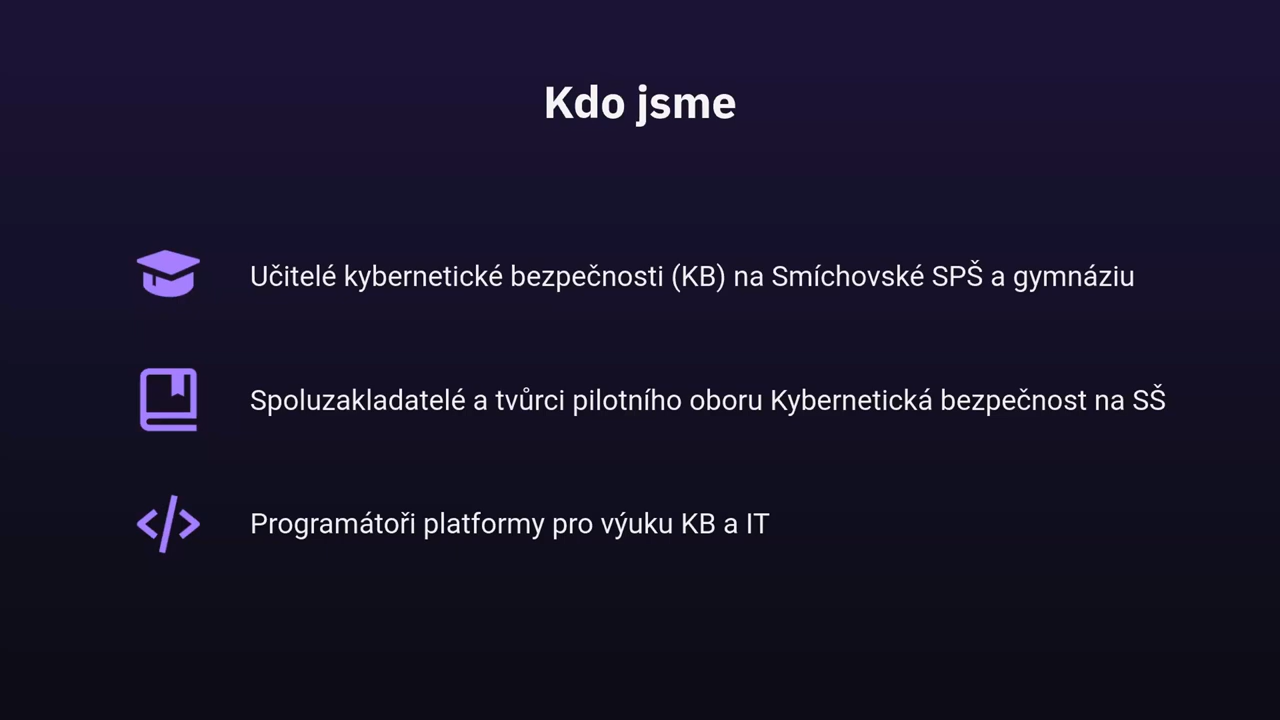 Kdo jsme
Učitelé kybernetické bezpečnosti (KB) na Smíchovské SPŠ a gymnáziu
Spoluzakladatelé a tvůrci pilotního oboru Kybernetická bezpečnost na SŠ
Programátoři platformy pro výuku KB a IT